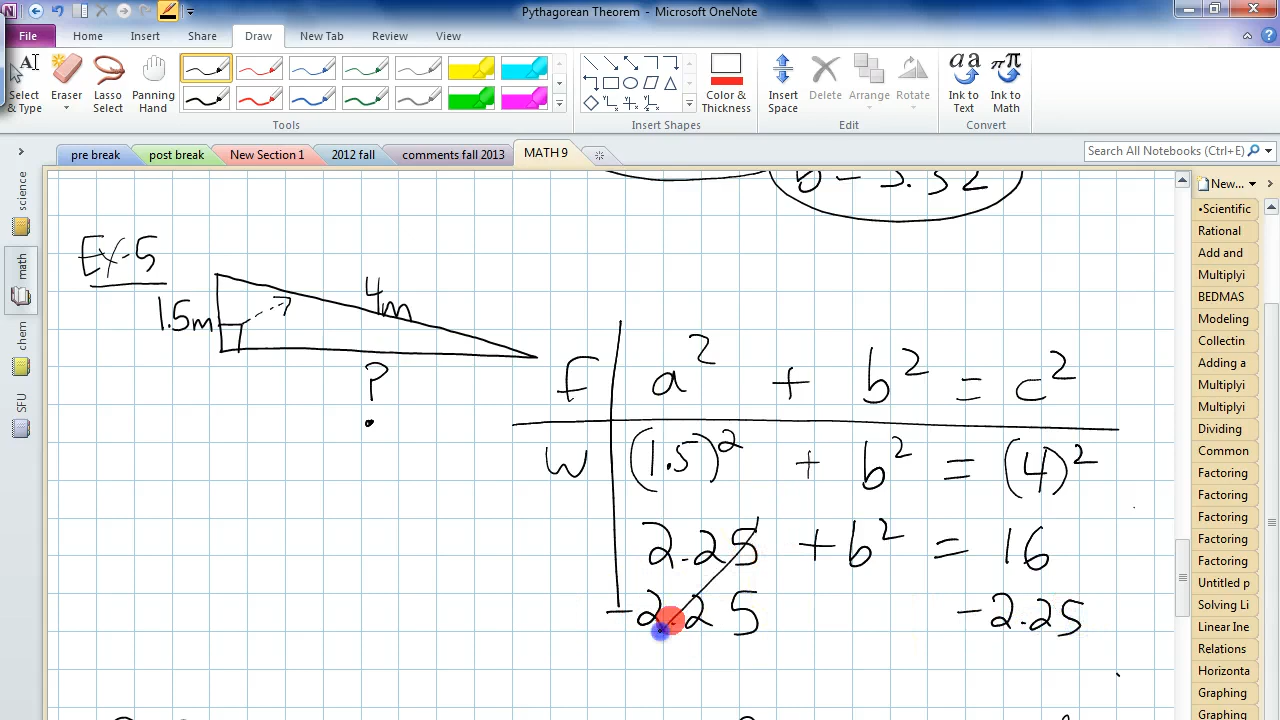 Pythagorean Theorem - Microsoft OneNote
File Home Insert Share Draw New Tab Review View
Select & Type Eraser Lasso Select Panning Hand Color & Thickness Insert Space Delete Arrange Rotate Ink to Text Ink to Math
Tools Insert Shapes Edit Convert
pre break post break New Section 1 2012 fall comments fall 2013 MATH 9 Search All Notebooks (Ctrl+E)
science
math
chem
SFU
b = 3.32
Ex-5
1.5m 4m
?
F a² + b² = c²
W (1.5)² + b² = (4)²
2.25 + b² = 16
-2.25 -2.25
New...
Scientific
Rational
Add and
Multiplyi
BEDMAS
Modeling
Collectin
Adding a
Multiplyi
Multiplyi
Dividing
Common
Factoring
Factoring
Factoring
Factoring
Factoring
Untitled p
Solving Li
Linear Ine
Relations
Horizonta
Graphing
Graphing